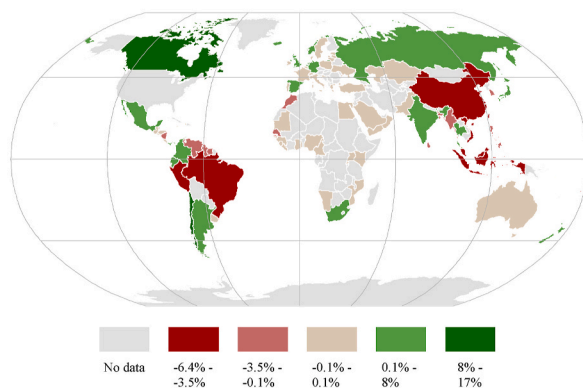 No data -6.4% - -3.5% - -0.1% - 0.1% - 8% -
3.5% -0.1% 0.1% 8% 17%